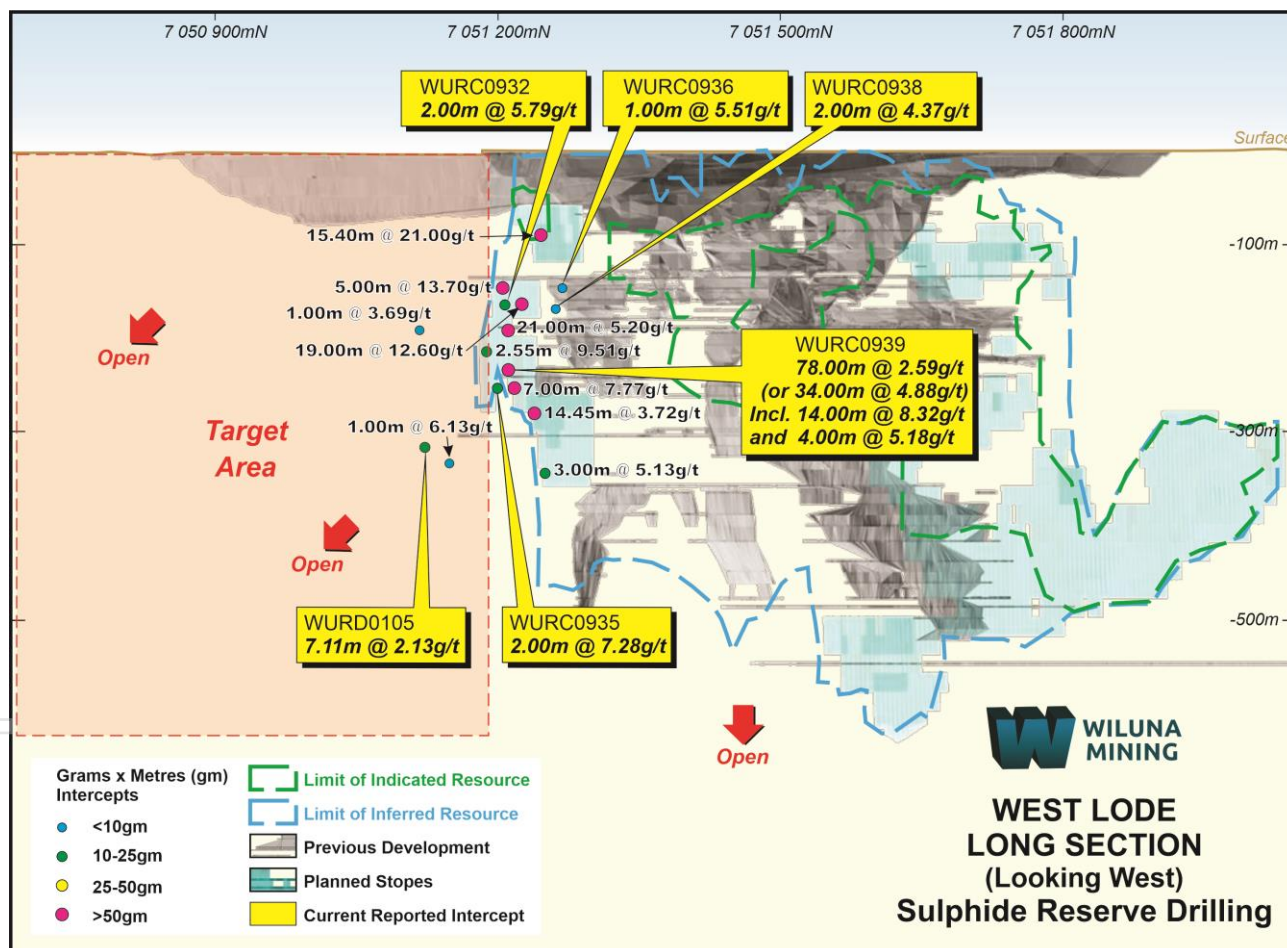 7 050 900mN
7 051 200mN
7 051 500mN
7 051 800mN
WURC0932
2.00m @ 5.79g/t
WURC0936
1.00m @ 5.51g/t
WURC0938
2.00m @ 4.37g/t
Surface
15.40m @ 21.00g/t
-100m
5.00m @ 13.70g/t
1.00m @ 3.69g/t
21.00m @ 5.20g/t
19.00m @ 12.60g/t
2.55m @ 9.51g/t
Open
WURC0939
78.00m @ 2.59g/t
(or 34.00m @ 4.88g/t)
Incl. 14.00m @ 8.32g/t
and 4.00m @ 5.18g/t
7.00m @ 7.77g/t
14.45m @ 3.72g/t
1.00m @ 6.13g/t
Target
Area
-300m
3.00m @ 5.13g/t
Open
WURD0105
7.11m @ 2.13g/t
WURC0935
2.00m @ 7.28g/t
-500m
Open
WILUNA
MINING
Grams x Metres (gm)
Intercepts
<10gm
10-25gm
25-50gm
>50gm
Limit of Indicated Resource
Limit of Inferred Resource
Previous Development
Planned Stopes
Current Reported Intercept
WEST LODE
LONG SECTION
(Looking West)
Sulphide Reserve Drilling